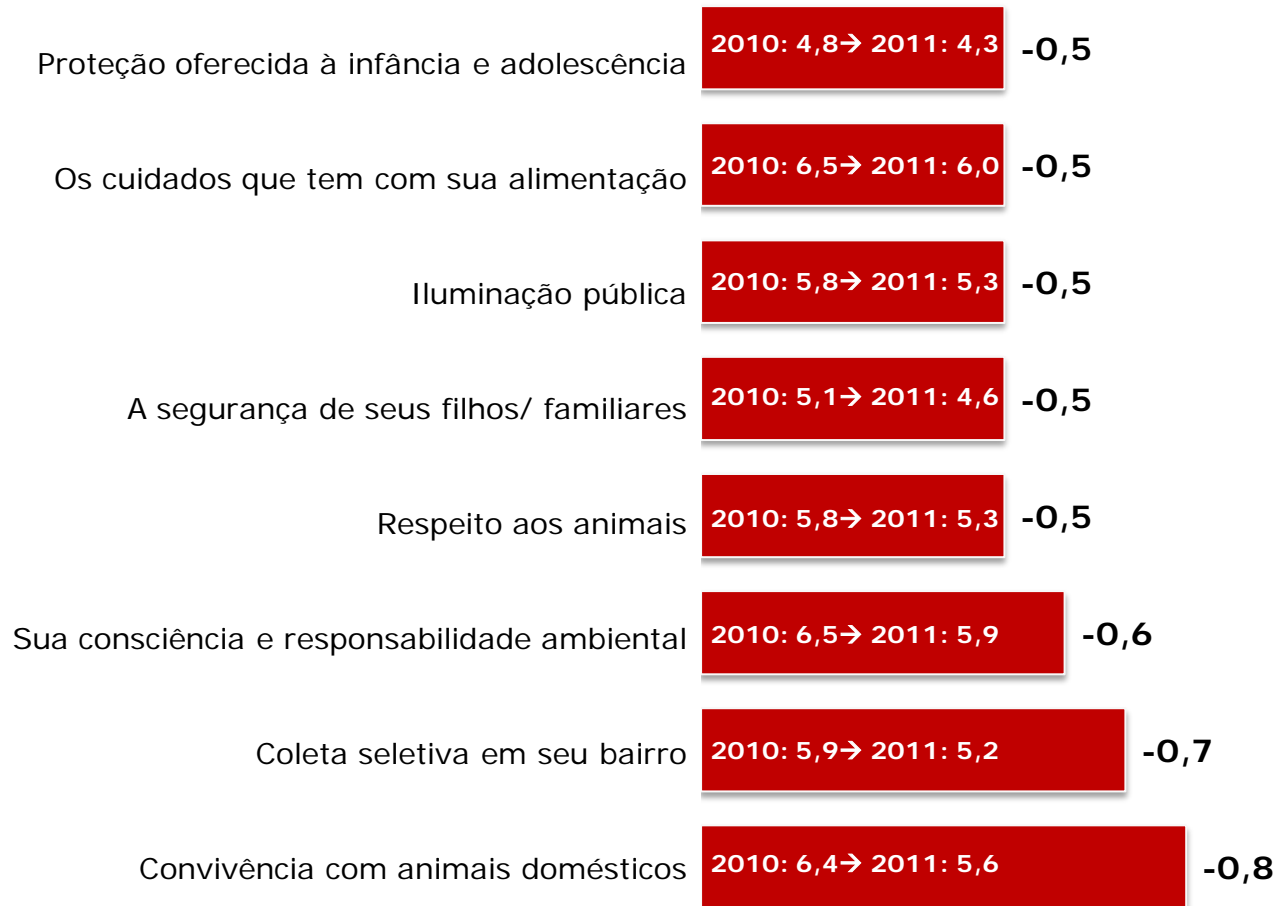 Proteção oferecida à infância e adolescência 2010: 4,8→ 2011: 4,3 -0,5
Os cuidados que tem com sua alimentação 2010: 6,5→ 2011: 6,0 -0,5
Iluminação pública 2010: 5,8→ 2011: 5,3 -0,5
A segurança de seus filhos/ familiares 2010: 5,1→ 2011: 4,6 -0,5
Respeito aos animais 2010: 5,8→ 2011: 5,3 -0,5
Sua consciência e responsabilidade ambiental 2010: 6,5→ 2011: 5,9 -0,6
Coleta seletiva em seu bairro 2010: 5,9→ 2011: 5,2 -0,7
Convivência com animais domésticos 2010: 6,4→ 2011: 5,6 -0,8